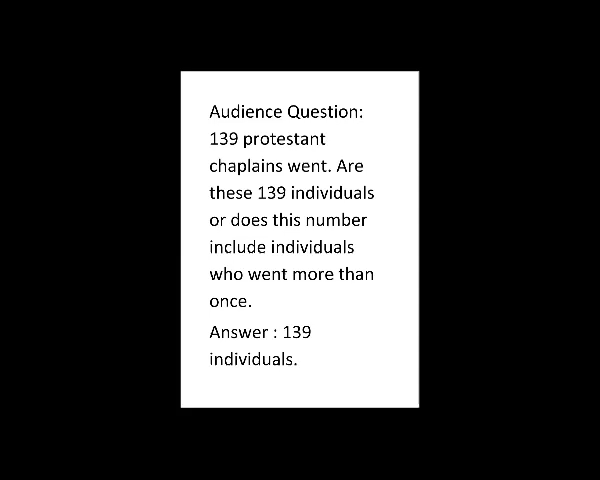 Audience Question:
139 protestant
chaplains went. Are
these 139 individuals
or does this number
include individuals
who went more than
once.
Answer : 139
individuals.